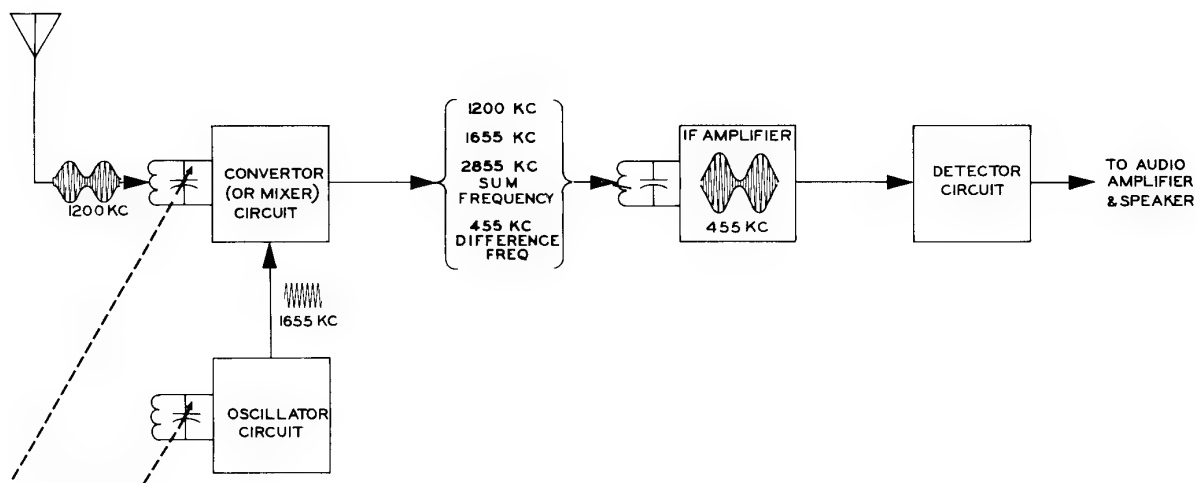 1200 KC
CONVERTOR
(OR MIXER)
CIRCUIT
1655 KC
OSCILLATOR
CIRCUIT
1200 KC
1655 KC
2855 KC
SUM
FREQUENCY
455 KC
DIFFERENCE
FREQ
IF AMPLIFIER
455 KC
DETECTOR
CIRCUIT
TO AUDIO
AMPLIFIER
& SPEAKER